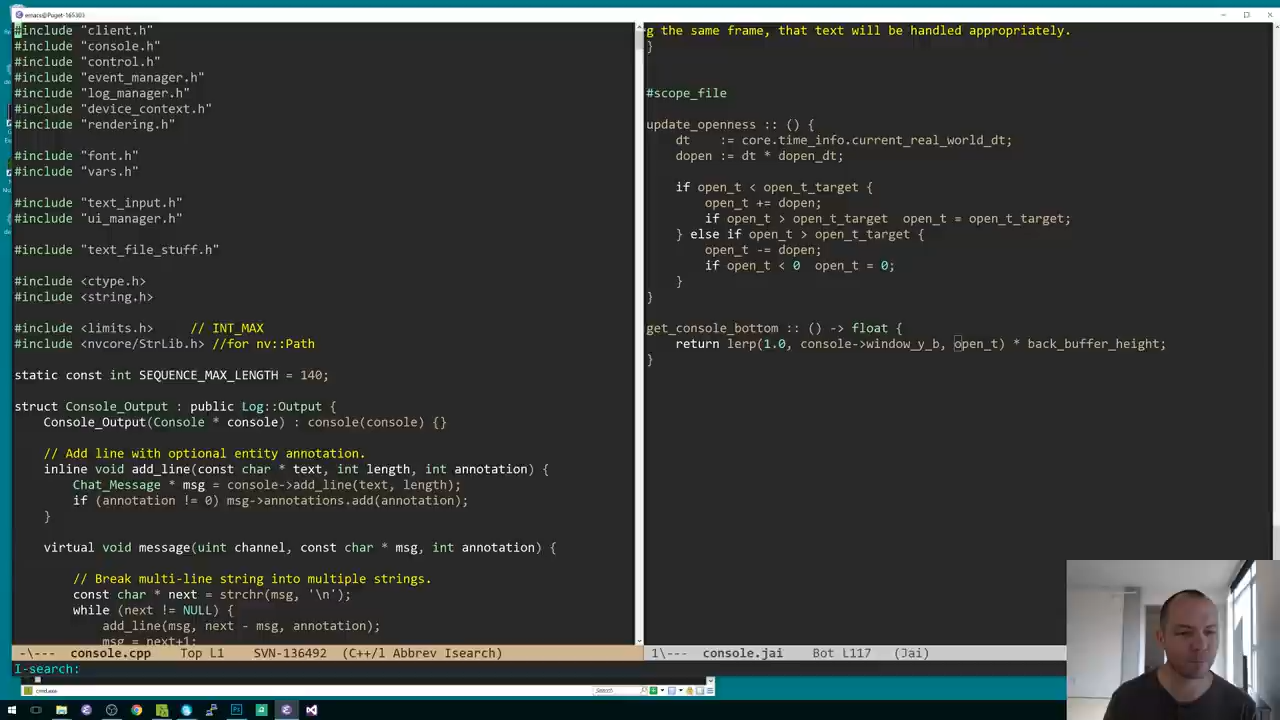 emacs@Puget-165303
#include "client.h"
#include "console.h"
#include "control.h"
#include "event_manager.h"
#include "log_manager.h"
#include "device_context.h"
#include "rendering.h"
#include "font.h"
#include "vars.h"
#include "text_input.h"
#include "ui_manager.h"
#include "text_file_stuff.h"
#include <ctype.h>
#include <string.h>
#include <limits.h>     // INT_MAX
#include <nvcore/StrLib.h> //for nv::Path
static const int SEQUENCE_MAX_LENGTH = 140;
struct Console_Output : public Log::Output {
    Console_Output(Console * console) : console(console) {}
    // Add line with optional entity annotation.
    inline void add_line(const char * text, int length, int annotation) {
        Chat_Message * msg = console->add_line(text, length);
        if (annotation != 0) msg->annotations.add(annotation);
    }
    virtual void message(uint channel, const char * msg, int annotation) {
        // Break multi-line string into multiple strings.
        const char * next = strchr(msg, '\n');
        while (next != NULL) {
            add_line(msg, next - msg, annotation);
            msg = next+1;
-\---  console.cpp    Top L1    SVN-136492  (C++/l Abbrev Isearch)
I-search:
g the same frame, that text will be handled appropriately.
}
#scope_file
update_openness :: () {
    dt    := core.time_info.current_real_world_dt;
    dopen := dt * dopen_dt;
    if open_t < open_t_target {
        open_t += dopen;
        if open_t > open_t_target  open_t = open_t_target;
    } else if open_t > open_t_target {
        open_t -= dopen;
        if open_t < 0  open_t = 0;
    }
}
get_console_bottom :: () -> float {
    return lerp(1.0, console->window_y_b, open_t) * back_buffer_height;
}
1\---  console.jai    Bot L117   (Jai)
cmd.exe
Search